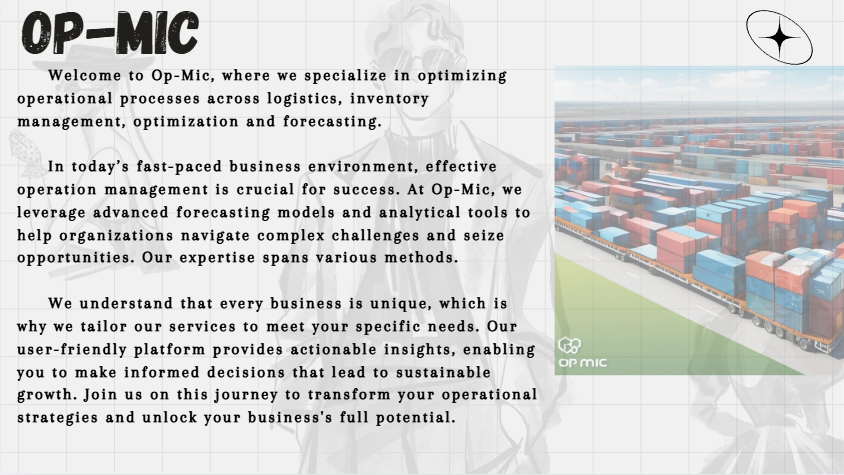 OP-MIC
Welcome to Op-Mic, where we specialize in optimizing
operational processes across logistics, inventory
management, optimization and forecasting.
In today's fast-paced business environment, effective
operation management is crucial for success. At Op-Mic, we
leverage advanced forecasting models and analytical tools to
help organizations navigate complex challenges and seize
opportunities. Our expertise spans various methods.
We understand that every business is unique, which is
why we tailor our services to meet your specific needs. Our
user-friendly platform provides actionable insights, enabling
you to make informed decisions that lead to sustainable
growth. Join us on this journey to transform your operational
strategies and unlock your business's full potential.
OP MIC